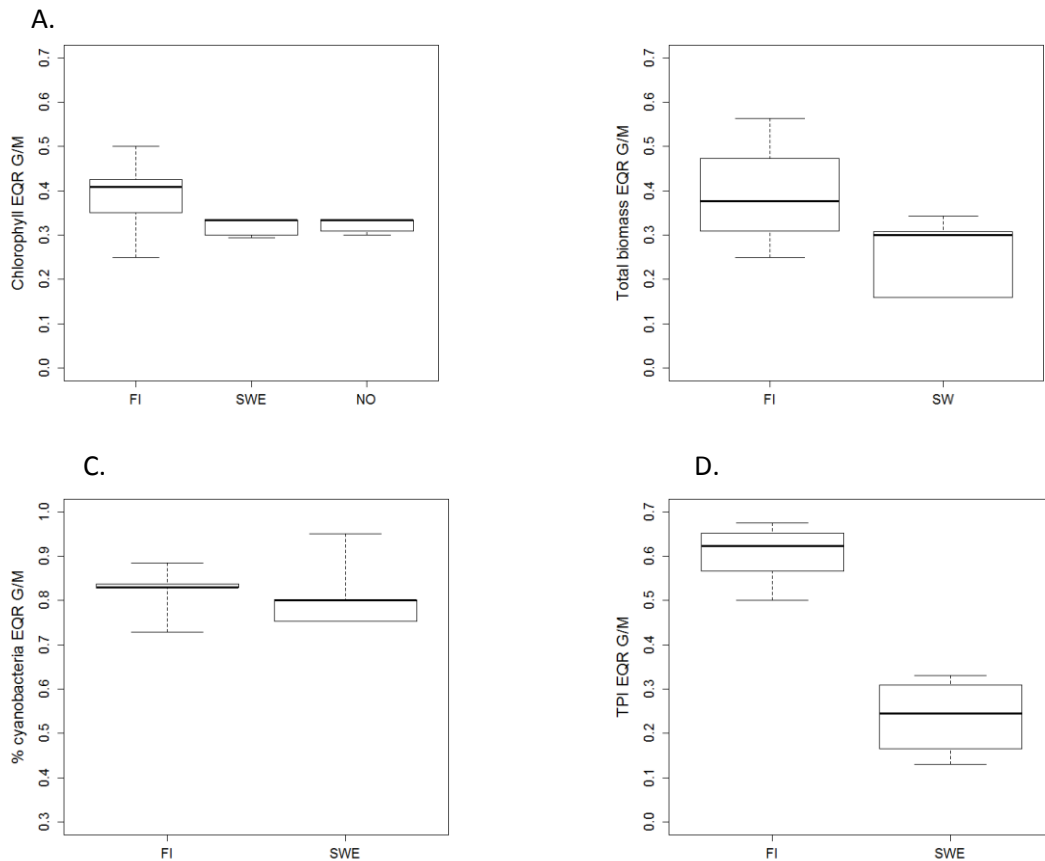 A.
Chlorophyll EQR G/M
0.7
0.6
0.5
0.4
0.3
0.2
0.1
0.0
FI SWE NO
Total biomass EQR G/M
0.7
0.6
0.5
0.4
0.3
0.2
0.1
0.0
FI SW
C.
% cyanobacteria EQR G/M
1.0
0.9
0.8
0.7
0.6
0.5
0.4
0.3
FI SWE
D.
TPI EQR G/M
0.7
0.6
0.5
0.4
0.3
0.2
0.1
0.0
FI SWE